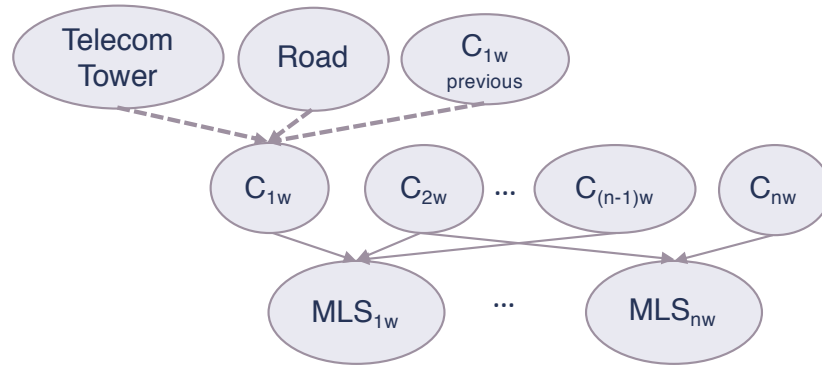 Telecom
Tower
Road
C1w
previous
C1w
C2w
...
C(n-1)w
Cnw
MLS1w
...
MLSnw